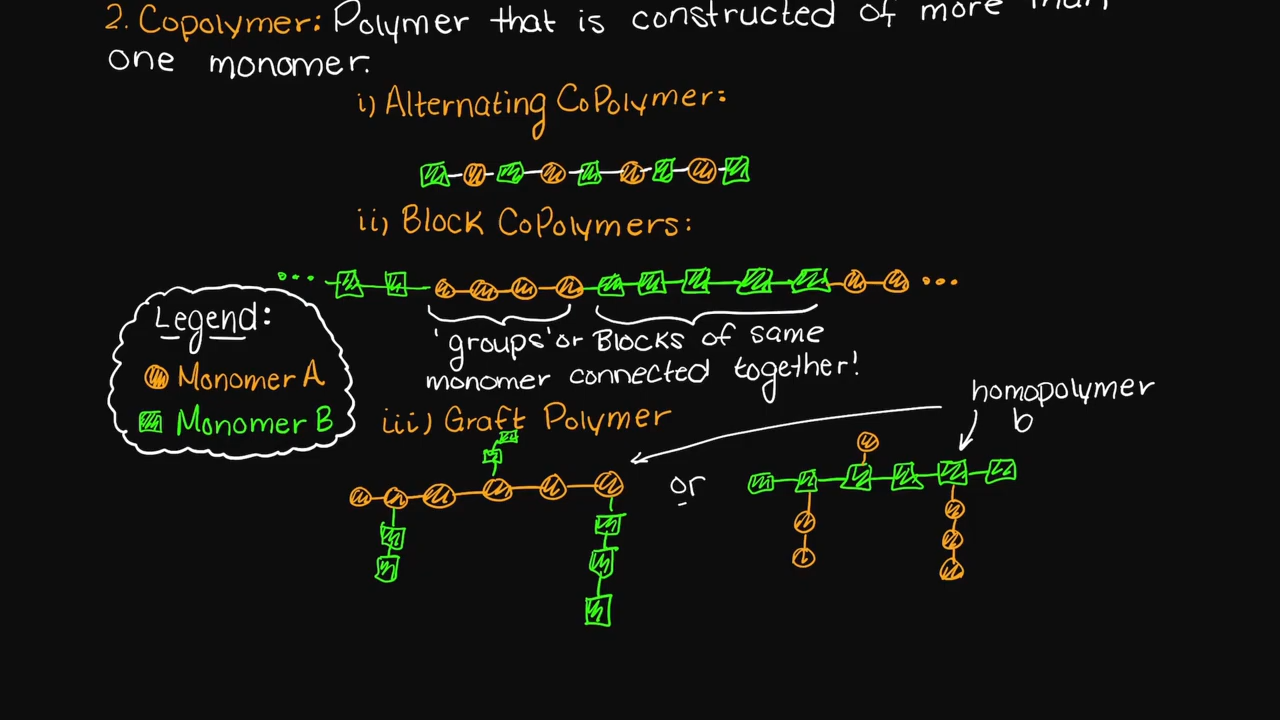 2. Copolymer: Polymer that is constructed of more than
one monomer.
i) Alternating CoPolymer:
ii) Block CoPolymers:
Legend:
Monomer A
Monomer B
'groups' or Blocks of same
monomer connected together!
iii) Graft Polymer
homopolymer
b
or